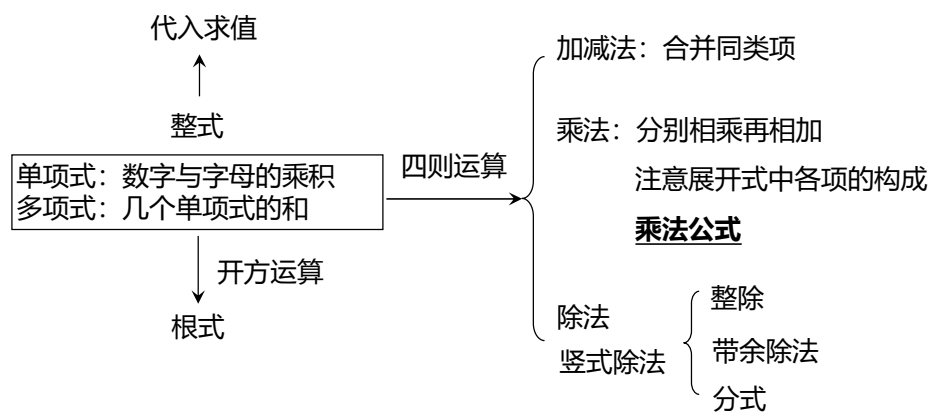 代入求值
整式
单项式：数字与字母的乘积
多项式：几个单项式的和
开方运算
根式
四则运算
加减法：合并同类项
乘法：分别相乘再相加
注意展开式中各项的构成
乘法公式
除法
竖式除法
整除
带余除法
分式